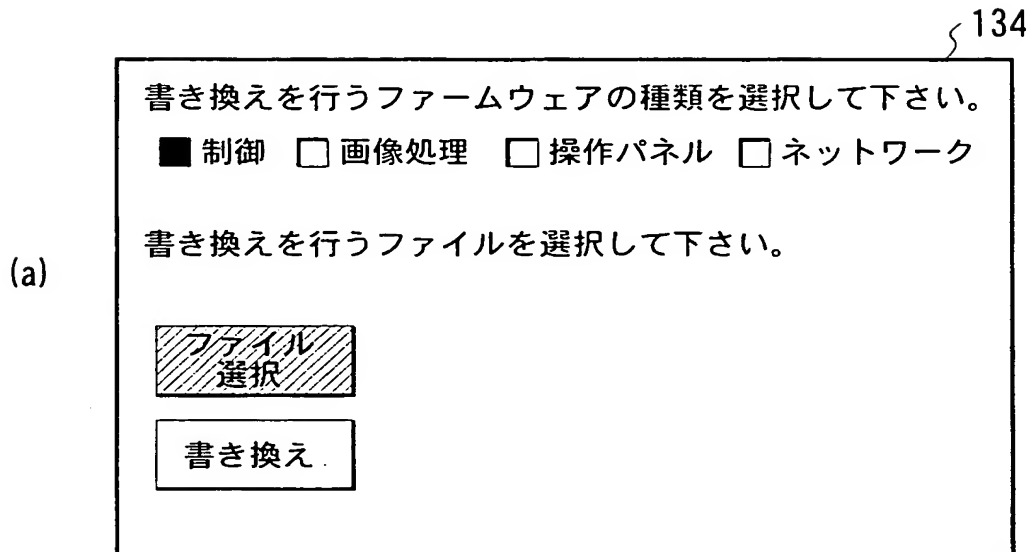 134
書き換えを行うファームウェアの種類を選択して下さい。
■制御 □画像処理 □操作パネル □ネットワーク
書き換えを行うファイルを選択して下さい。
(a)
ファイル
選択
書き換え